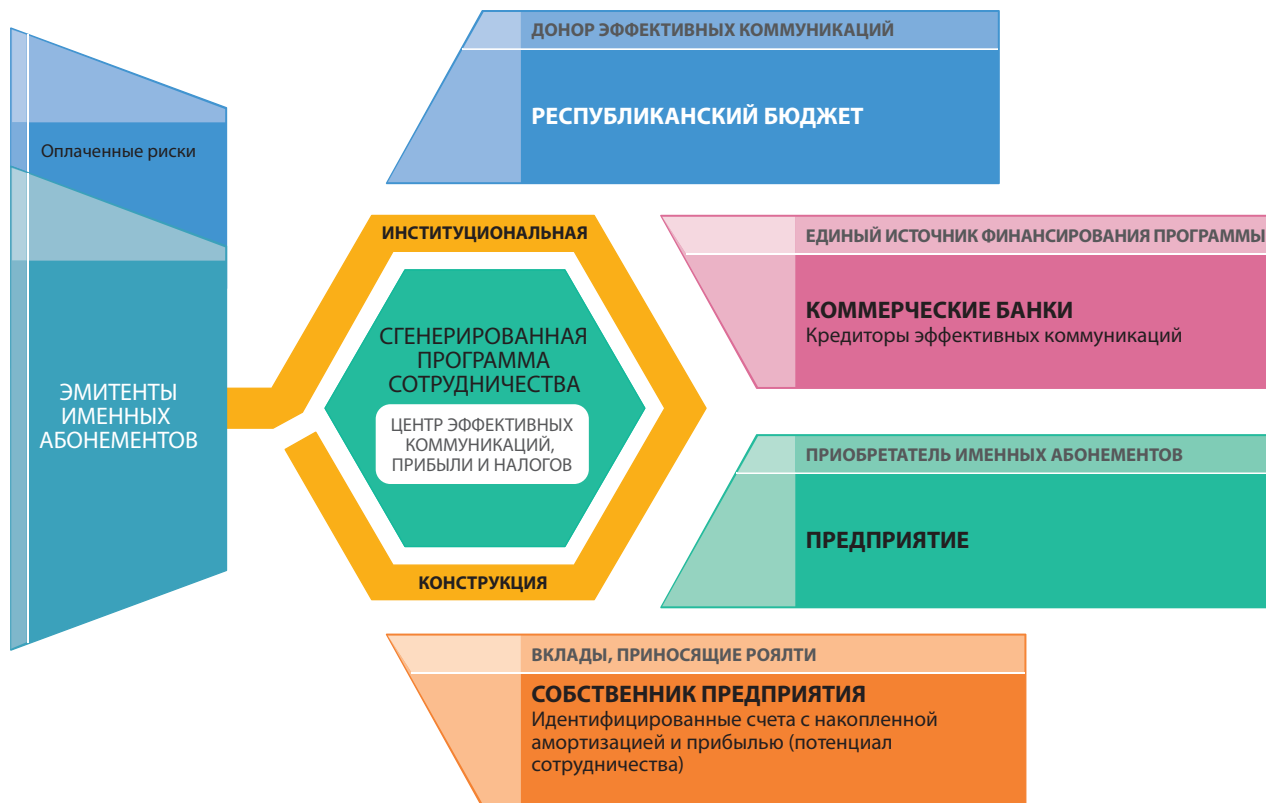 ДОНОР ЭФФЕКТИВНЫХ КОММУНИКАЦИЙ
РЕСПУБЛИКАНСКИЙ БЮДЖЕТ
Оплаченные риски
ЭМИТЕНТЫ
ИМЕННЫХ
АБОНЕМЕНТОВ
ИНСТИТУЦИОНАЛЬНАЯ
СГЕНЕРИРОВАННАЯ
ПРОГРАММА
СОТРУДНИЧЕСТВА
ЦЕНТР ЭФФЕКТИВНЫХ
КОММУНИКАЦИЙ,
ПРИБЫЛИ И НАЛОГОВ
КОНСТРУКЦИЯ
ЕДИНЫЙ ИСТОЧНИК ФИНАНСИРОВАНИЯ ПРОГРАММЫ
КОММЕРЧЕСКИЕ БАНКИ
Кредиторы эффективных коммуникаций
ПРИОБРЕТАТЕЛЬ ИМЕННЫХ АБОНЕМЕНТОВ
ПРЕДПРИЯТИЕ
ВКЛАДЫ, ПРИНОСЯЩИЕ РОЯЛТИ
СОБСТВЕННИК ПРЕДПРИЯТИЯ
Идентифицированные счета с накопленной
амортизацией и прибылью (потенциал
сотрудничества)